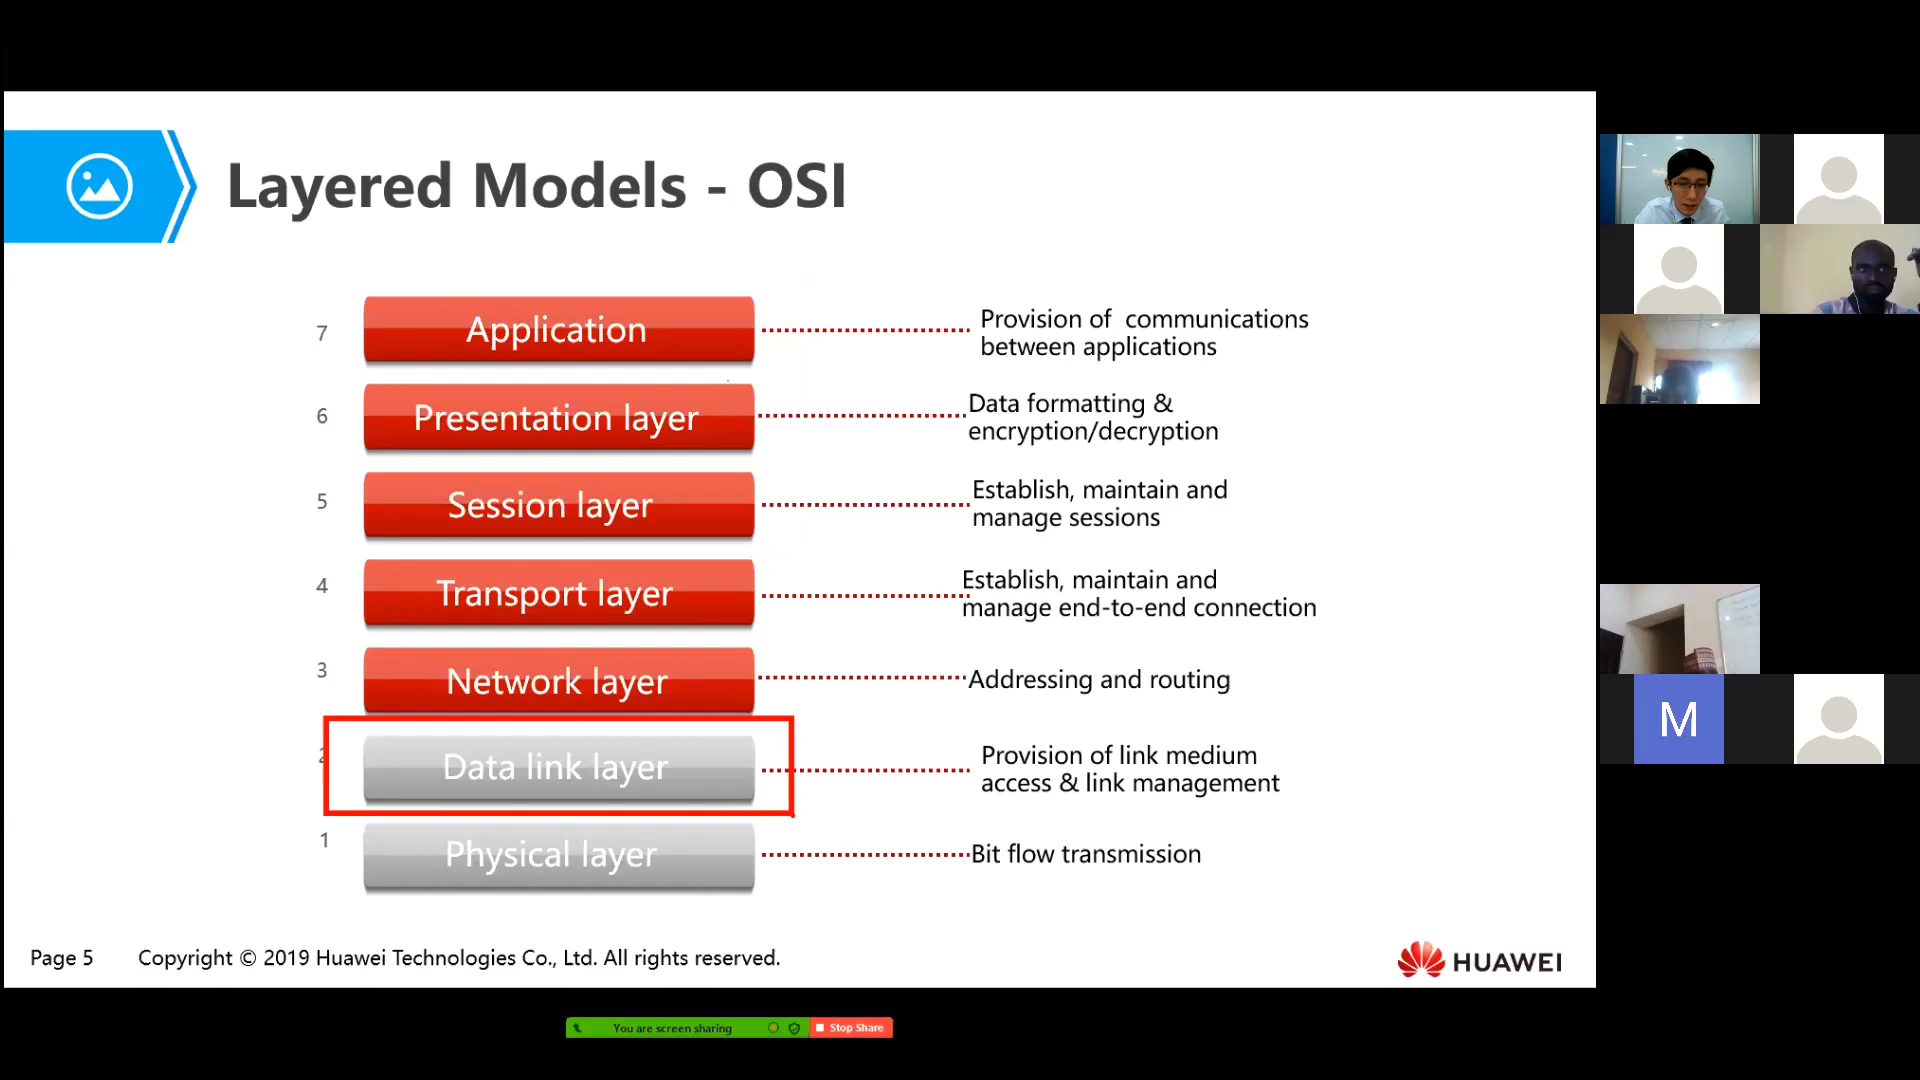 Layered Models - OSI
7
Application
Provision of communications
between applications
6
Presentation layer
Data formatting &
encryption/decryption
5
Session layer
Establish, maintain and
manage sessions
4
Transport layer
Establish, maintain and
manage end-to-end connection
3
Network layer
Addressing and routing
2
Data link layer
Provision of link medium
access & link management
1
Physical layer
Bit flow transmission
Page 5
Copyright © 2019 Huawei Technologies Co., Ltd. All rights reserved.
HUAWEI
You are screen sharing
Stop Share
M